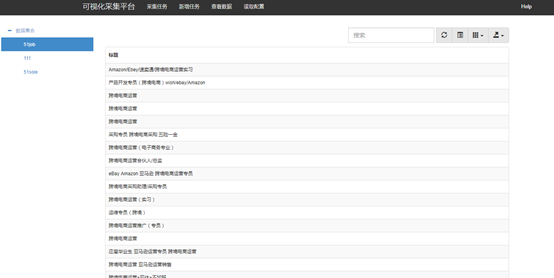 可视化采集平台 采集任务 新增任务 查看数据 读取配置 Help
数据集合
51job
111
51sosie
搜索
标题
Amazon/Ebay/速卖通/跨境电商运营实习
产品开发专员（跨境电商）wish/ebay/Amazon
跨境电商运营
跨境电商运营
跨境电商运营
采购专员 跨境电商采购 五险一金
跨境电商运营（电子商务专业）
跨境电商运营合伙人/总监
eBay Amazon 亚马逊 跨境电商运营专员
跨境电商采购助理/采购专员
跨境电商运营（实习）
运维专员（跨境）
跨境电商运营推广（专员）
跨境电商运营
应届毕业生 亚马逊运营专员 跨境电商运营
跨境电商运营 亚马逊运营销售